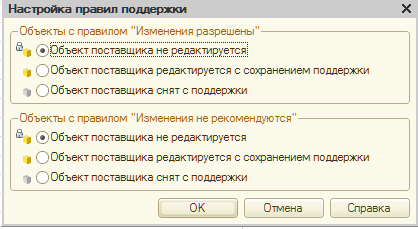 Настройка правил поддержки
Объекты с правилом "Изменения разрешены"
Объект поставщика не редактируется
Объект поставщика редактируется с сохранением поддержки
Объект поставщика снят с поддержки
Объекты с правилом "Изменения не рекомендуются"
Объект поставщика не редактируется
Объект поставщика редактируется с сохранением поддержки
Объект поставщика снят с поддержки
OK Отмена Справка